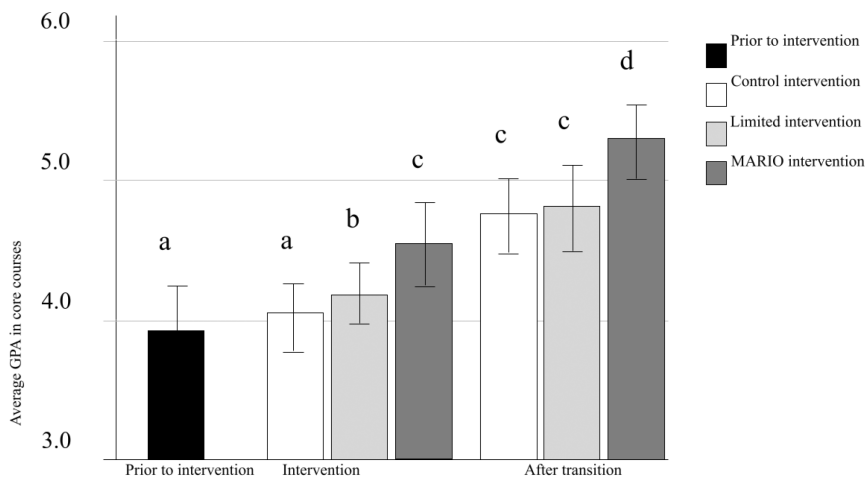 6.0
5.0
4.0
3.0
Average GPA in core courses
a
a
b
c
c
c
d
Prior to intervention
Intervention
After transition
Prior to intervention
Control intervention
Limited intervention
MARIO intervention